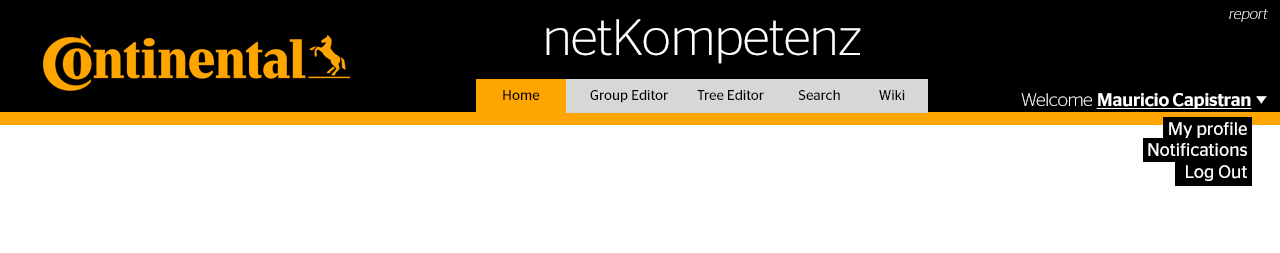 report
Continental
netKompetenz
Home Group Editor Tree Editor Search Wiki
Welcome Mauricio Capistran
My profile
Notifications
Log Out